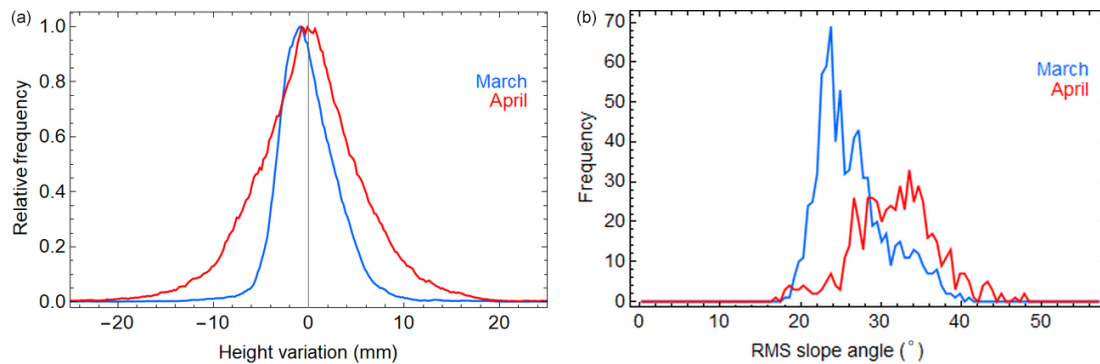 (a)
Relative frequency
1.0
0.8
0.6
0.4
0.2
0.0
March
April
−20 −10 0 10 20
Height variation (mm)
(b)
Frequency
70
60
50
40
30
20
10
0
March
April
0 10 20 30 40 50
RMS slope angle (°)